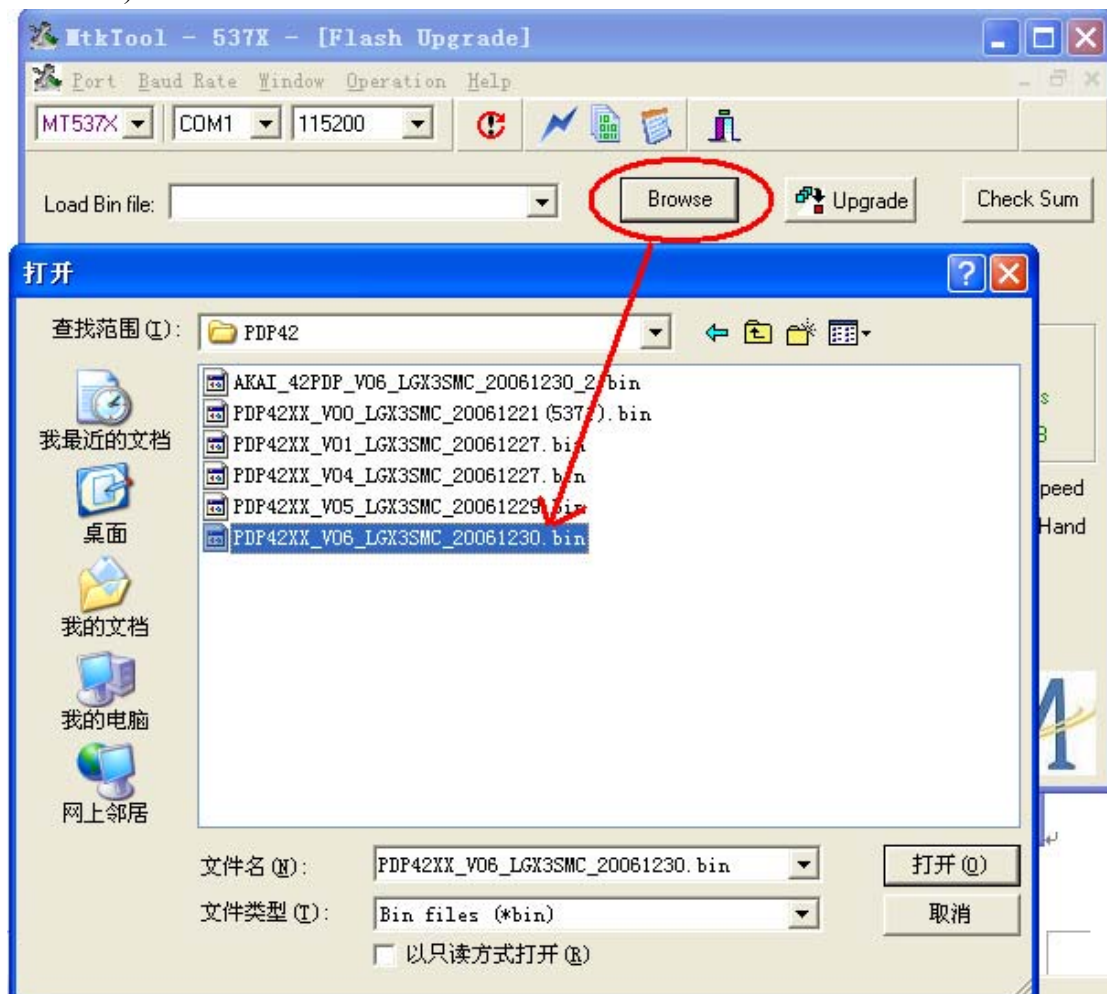 MtkTool - 537X - [Flash Upgrade]
Port Baud Rate Window Operation Help
MT537X COM1 115200
Load Bin file: Browse Upgrade Check Sum
打开
查找范围(I): PDP42
AKAI_42PDP_V06_LGX3SMC_20061230_2.bin
PDP42XX_V00_LGX3SMC_20061221 .bin
PDP42XX_V01_LGX3SMC_20061227.bin
PDP42XX_V04_LGX3SMC_20061227.bin
PDP42XX_V05_LGX3SMC_20061229.bin
PDP42XX_V06_LGX3SMC_20061230.bin
我最近的文档
桌面
我的文档
我的电脑
网上邻居
s
3
peed
Hand
M
文件名(N): PDP42XX_V06_LGX3SMC_20061230.bin 打开(O)
文件类型(T): Bin files (*bin) 取消
以只读方式打开(R)